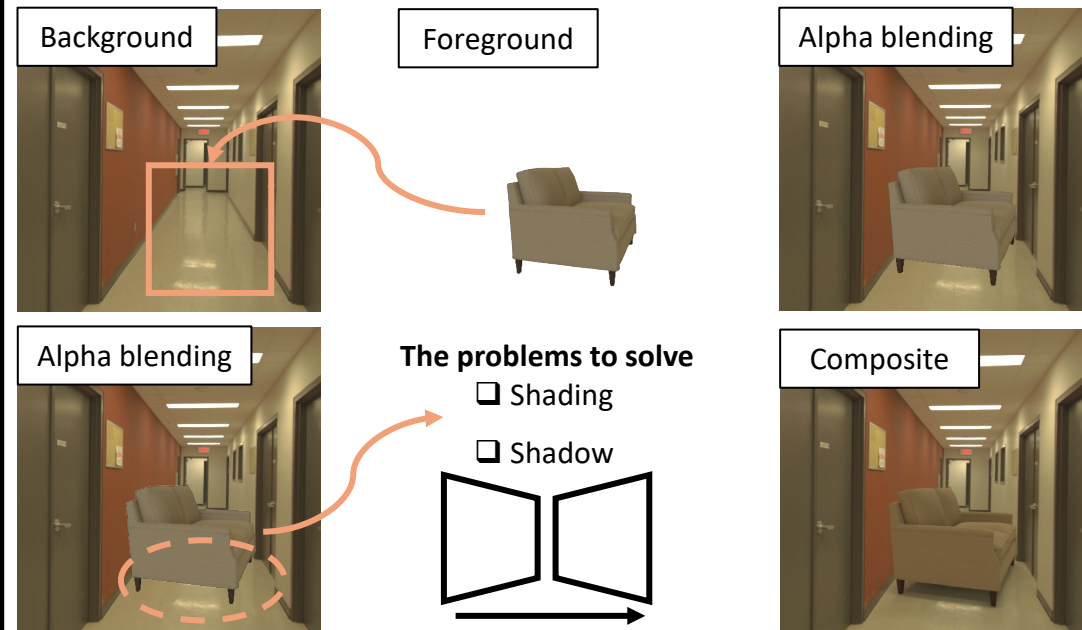 Background
Foreground
Alpha blending
Alpha blending
The problems to solve
❑ Shading
❑ Shadow
Composite